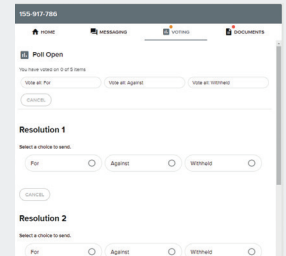 155-917-786
HOME MESSAGING VOTING DOCUMENTS
Poll Open
You have voted on 0 of 5 items
Vote all: For Vote all: Against Vote all: Withheld
CANCEL
Resolution 1
Select a choice to send.
For Against Withheld
CANCEL
Resolution 2
Select a choice to send.
For Against Withheld